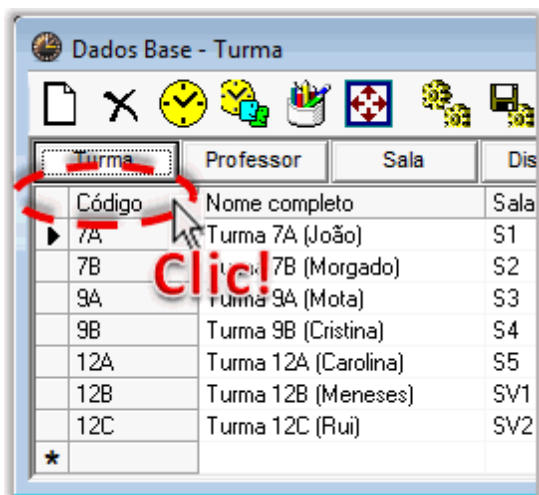 Dados Base - Turma
Turma Professor Sala Dis
Código Nome completo Sala
7A Turma 7A (João) S1
7B Turma 7B (Morgado) S2
9A Turma 9A (Mota) S3
9B Turma 9B (Cristina) S4
12A Turma 12A (Carolina) S5
12B Turma 12B (Meneses) SV1
12C Turma 12C (Rui) SV2
*
Clic!